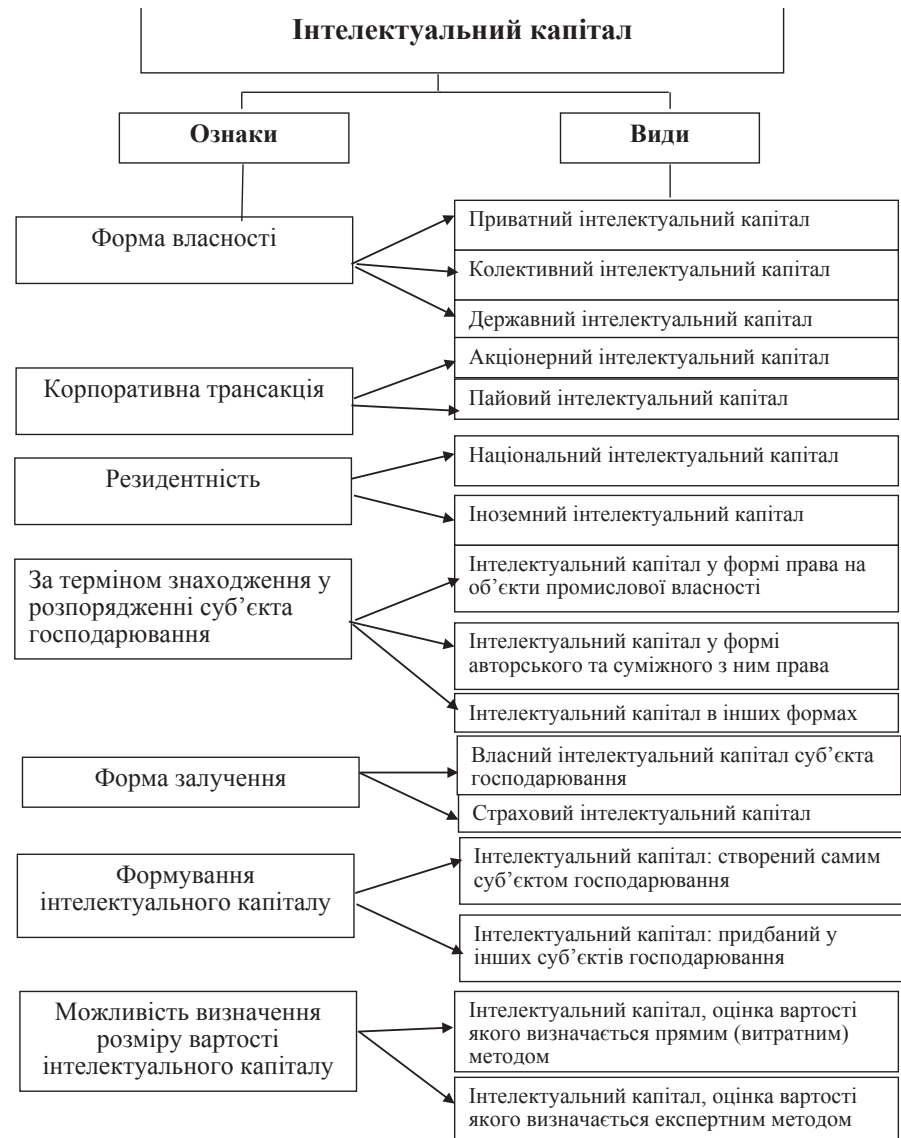 Інтелектуальний капітал
Ознаки
Види
Форма власності
Приватний інтелектуальний капітал
Колективний інтелектуальний капітал
Державний інтелектуальний капітал
Корпоративна трансакція
Акціонерний інтелектуальний капітал
Пайовий інтелектуальний капітал
Резидентність
Національний інтелектуальний капітал
Іноземний інтелектуальний капітал
За терміном знаходження у
розпорядженні суб’єкта
господарювання
Інтелектуальний капітал у формі права на
об’єкти промислової власності
Інтелектуальний капітал у формі
авторського та суміжного з ним права
Інтелектуальний капітал в інших формах
Форма залучення
Власний інтелектуальний капітал суб’єкта
господарювання
Страховий інтелектуальний капітал
Формування
інтелектуального капіталу
Інтелектуальний капітал: створений самим
суб’єктом господарювання
Інтелектуальний капітал: придбаний у
інших суб’єктів господарювання
Можливість визначення
розміру вартості
інтелектуального капіталу
Інтелектуальний капітал, оцінка вартості
якого визначається прямим (витратним)
методом
Інтелектуальний капітал, оцінка вартості
якого визначається експертним методом